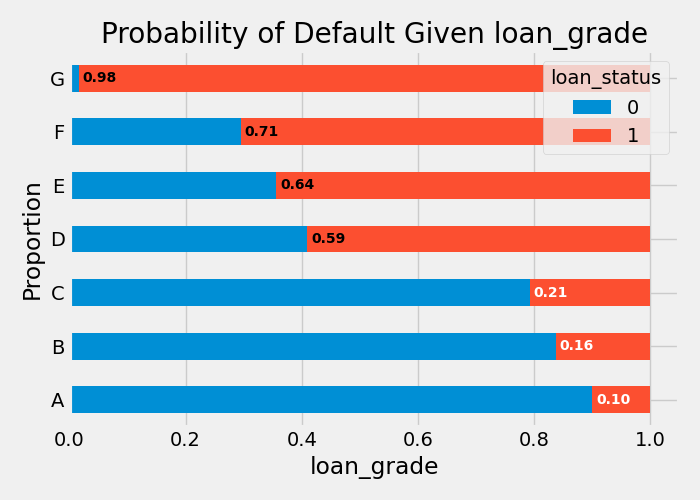 Probability of Default Given loan_grade
loan_status
0
1
G 0.98
F 0.71
E 0.64
D 0.59
C 0.21
B 0.16
A 0.10
Proportion
0.0 0.2 0.4 0.6 0.8 1.0
loan_grade